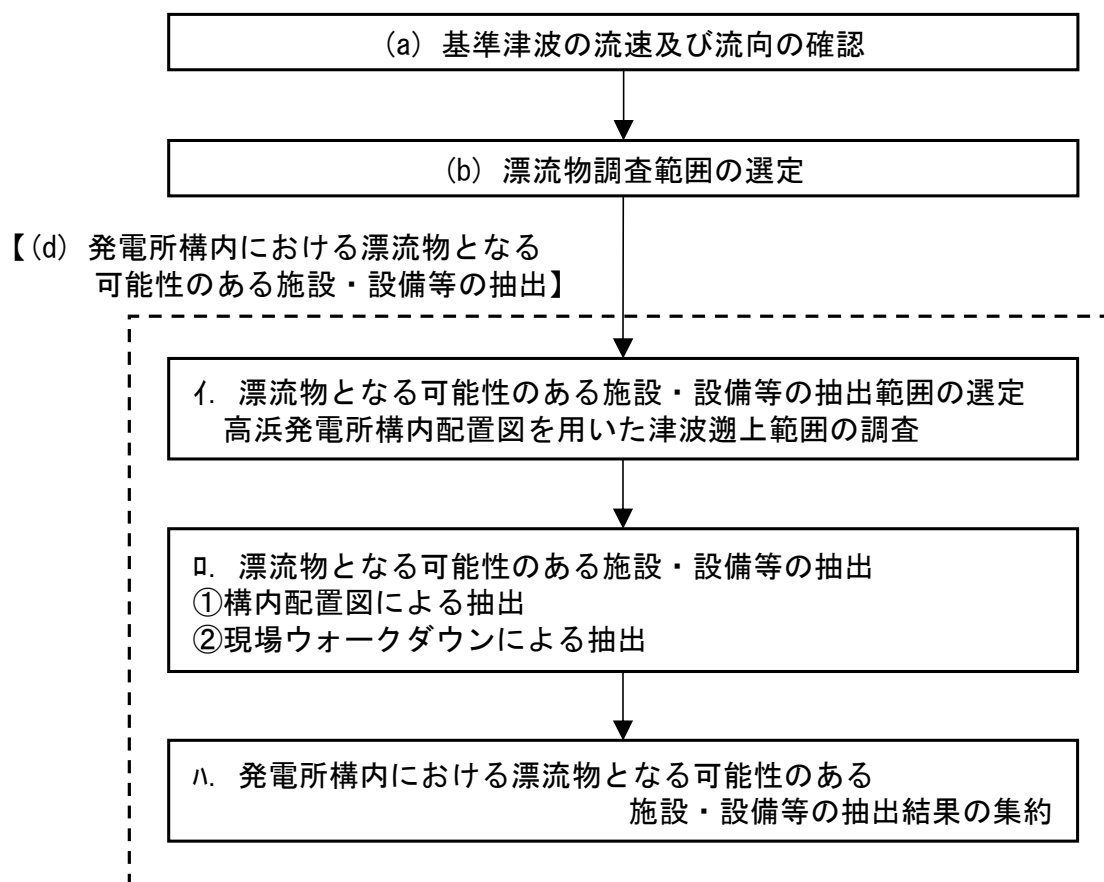 (a) 基準津波の流速及び流向の確認
(b) 漂流物調査範囲の選定
【(d) 発電所構内における漂流物となる
可能性のある施設・設備等の抽出】
ｲ. 漂流物となる可能性のある施設・設備等の抽出範囲の選定
高浜発電所構内配置図を用いた津波遡上範囲の調査
ﾛ. 漂流物となる可能性のある施設・設備等の抽出
①構内配置図による抽出
②現場ウォークダウンによる抽出
ﾊ. 発電所構内における漂流物となる可能性のある
施設・設備等の抽出結果の集約